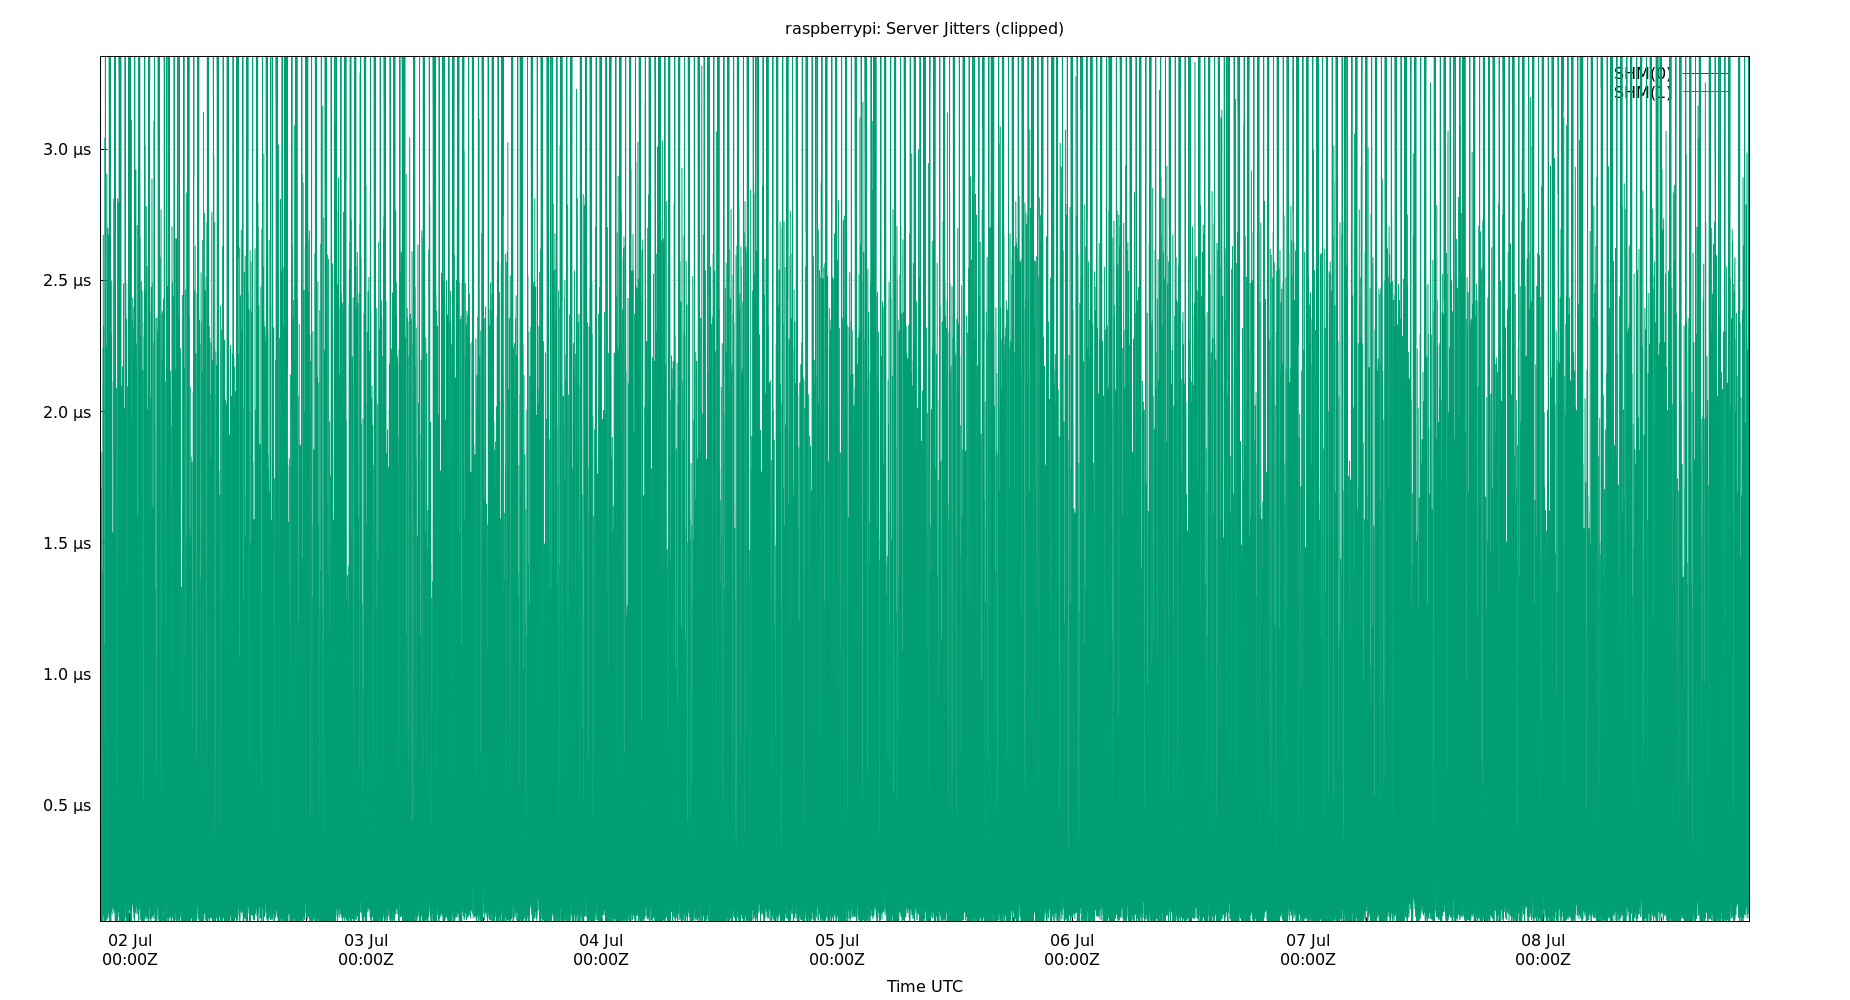 raspberrypi: Server Jitters (clipped)
SHM(0)
SHM(1)
3.0 µs
2.5 µs
2.0 µs
1.5 µs
1.0 µs
0.5 µs
02 Jul
00:00Z
03 Jul
00:00Z
04 Jul
00:00Z
05 Jul
00:00Z
06 Jul
00:00Z
07 Jul
00:00Z
08 Jul
00:00Z
Time UTC